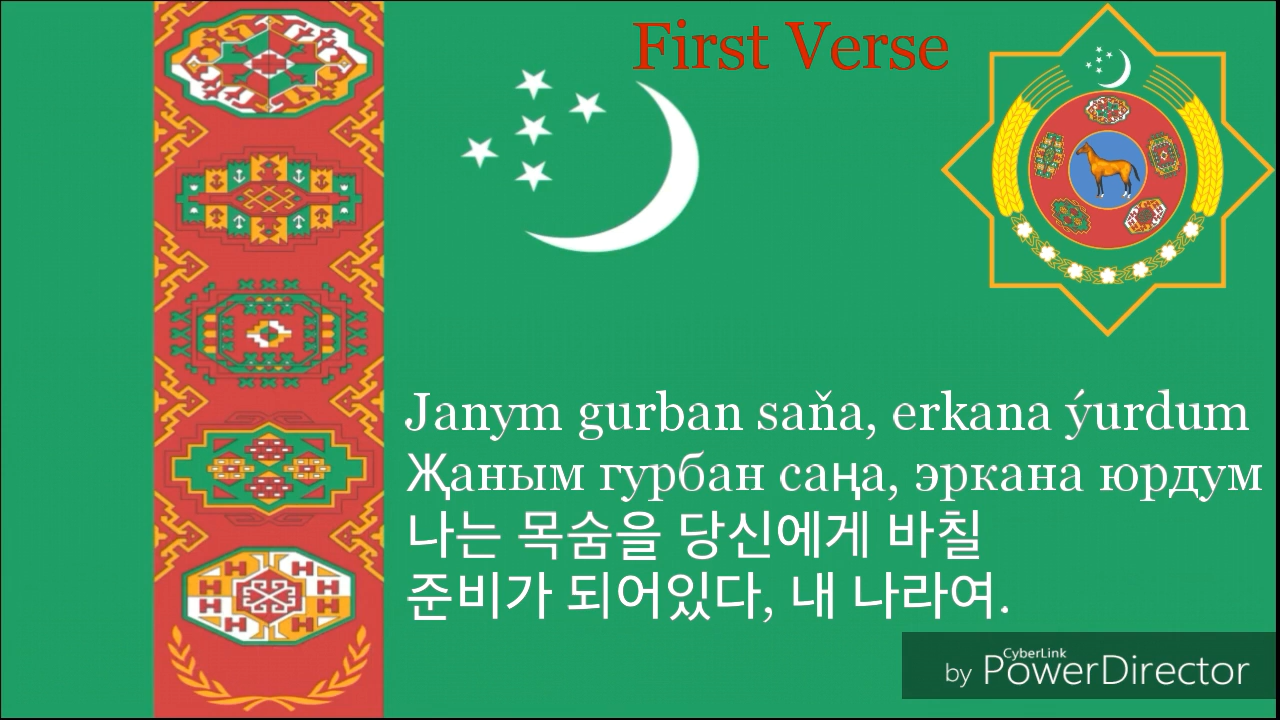 First Verse
Janym gurban saňa, erkana ýurdum
Җаным гурбан саңа, эркана юрдум
나는 목숨을 당신에게 바칠
준비가 되어있다, 내 나라여.
CyberLink
by PowerDirector